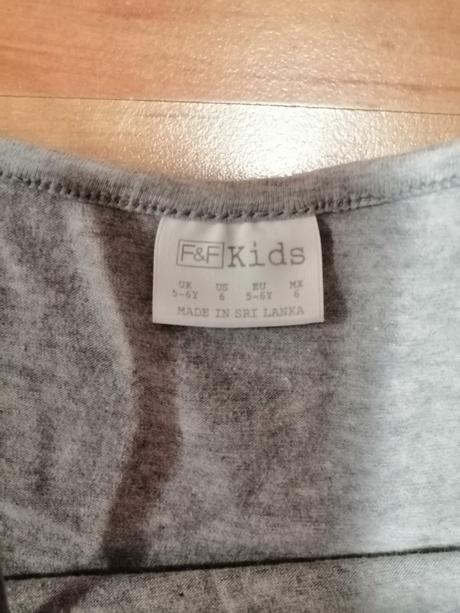 F&F Kids
UK US EU MX
5-6Y 6 5-6Y 6
MADE IN SRI LANKA